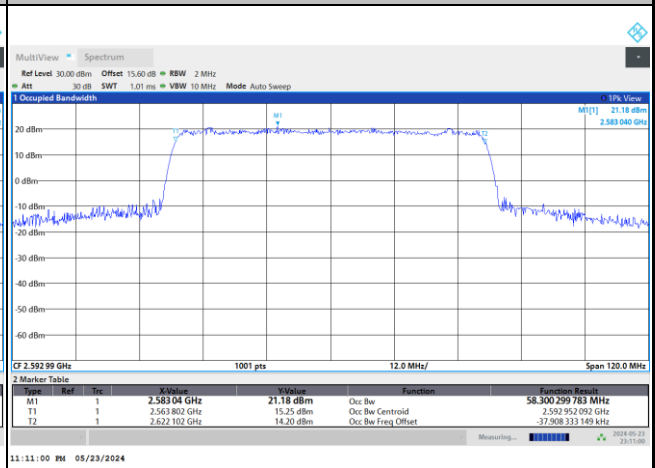 MultiView Spectrum
Ref Level 30.00 dBm Offset 15.60 dB RBW 2 MHz
Att 30 dB SWT 1.01 ms VBW 10 MHz Mode Auto Sweep
1 Occupied Bandwidth 1Pk View
M1[1] 21.18 dBm
2.583 040 GHz
M1
T1 T2
20 dBm
10 dBm
0 dBm
-10 dBm
-20 dBm
-30 dBm
-40 dBm
-50 dBm
-60 dBm
CF 2.592 99 GHz 1001 pts 12.0 MHz/ Span 120.0 MHz
2 Marker Table
Type Ref Trc X-Value Y-Value Function Function Result
M1 1 2.583 04 GHz 21.18 dBm Occ Bw 58.300 299 783 MHz
T1 1 2.563 802 GHz 15.25 dBm Occ Bw Centroid 2.592 952 092 GHz
T2 1 2.622 102 GHz 14.20 dBm Occ Bw Freq Offset -37.908 333 149 kHz
Measuring... 2024-05-23
23:11:00
11:11:00 PM 05/23/2024